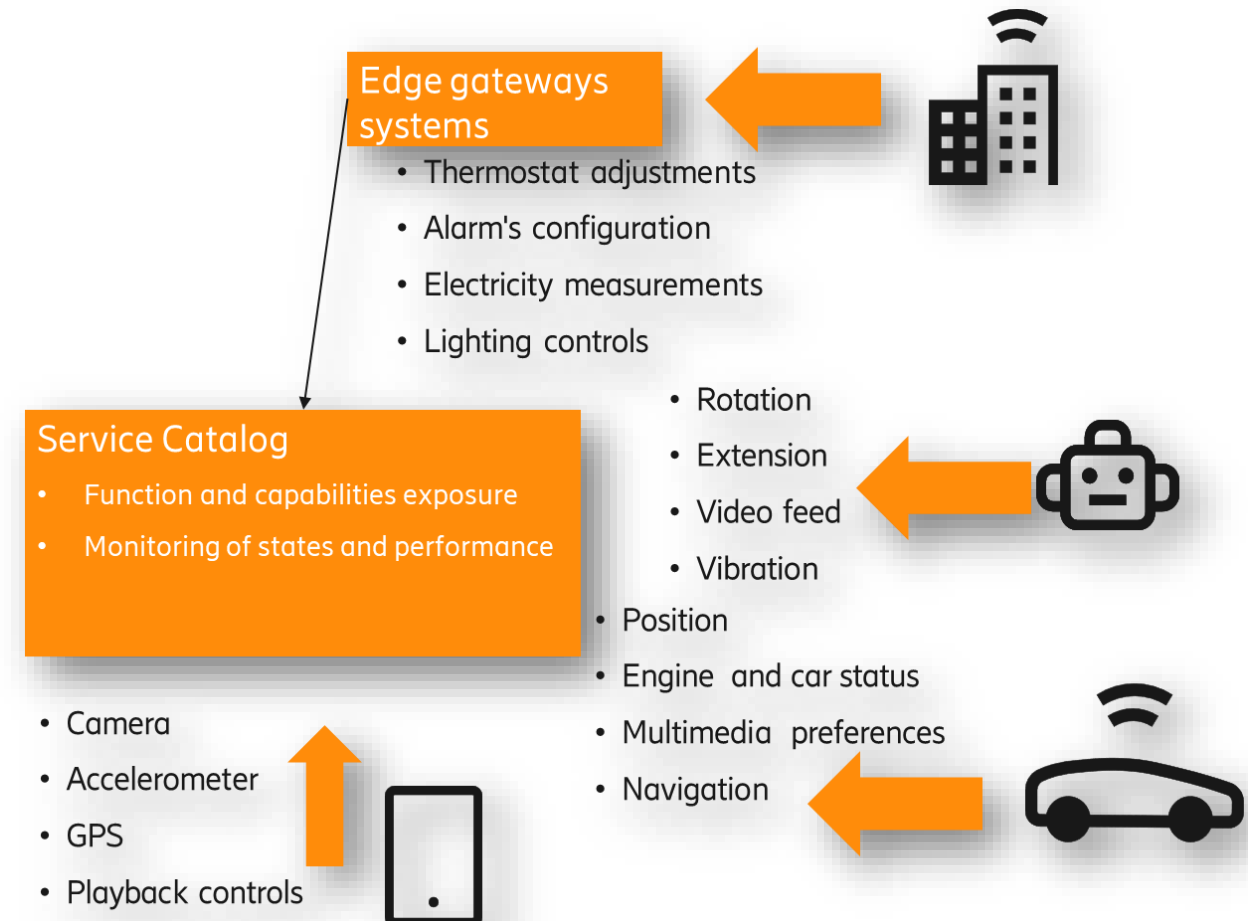 Edge gateways
systems
• Thermostat adjustments
• Alarm's configuration
• Electricity measurements
• Lighting controls
• Rotation
• Extension
• Video feed
• Vibration
Service Catalog
• Function and capabilities exposure
• Monitoring of states and performance
• Position
• Engine and car status
• Multimedia preferences
• Navigation
• Camera
• Accelerometer
• GPS
• Playback controls